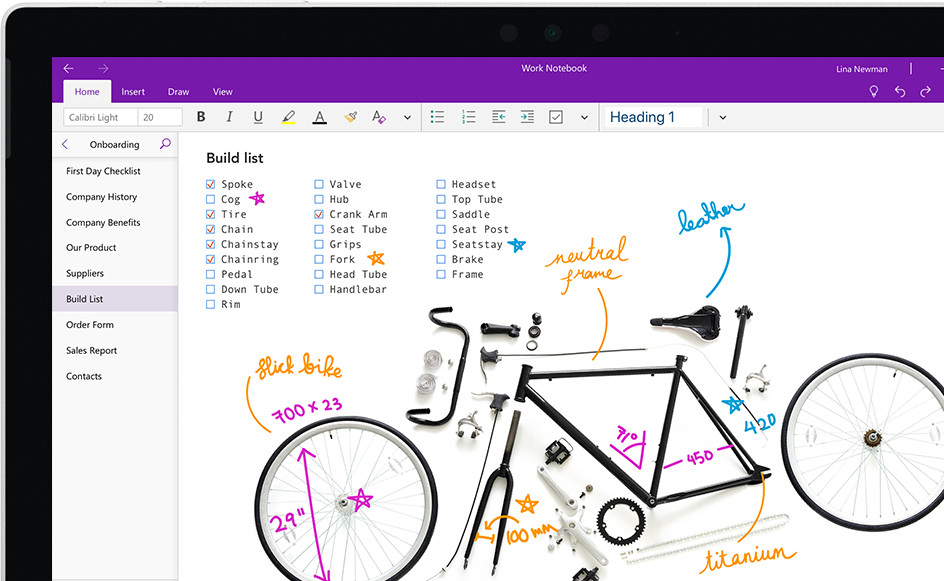 Work Notebook
Lina Newman
Home Insert Draw View
Calibri Light 20 B I U A A Heading 1
Onboarding
First Day Checklist
Company History
Company Benefits
Our Product
Suppliers
Build List
Order Form
Sales Report
Contacts
Build list
Spoke
Cog
Tire
Chain
Chainstay
Chainring
Pedal
Down Tube
Rim
Valve
Hub
Crank Arm
Seat Tube
Grips
Fork
Head Tube
Handlebar
Headset
Top Tube
Saddle
Seat Post
Seatstay
Brake
Frame
leather
neutral
frame
slick bike
700 x 23
29"
71°
450
420
100 mm
titanium